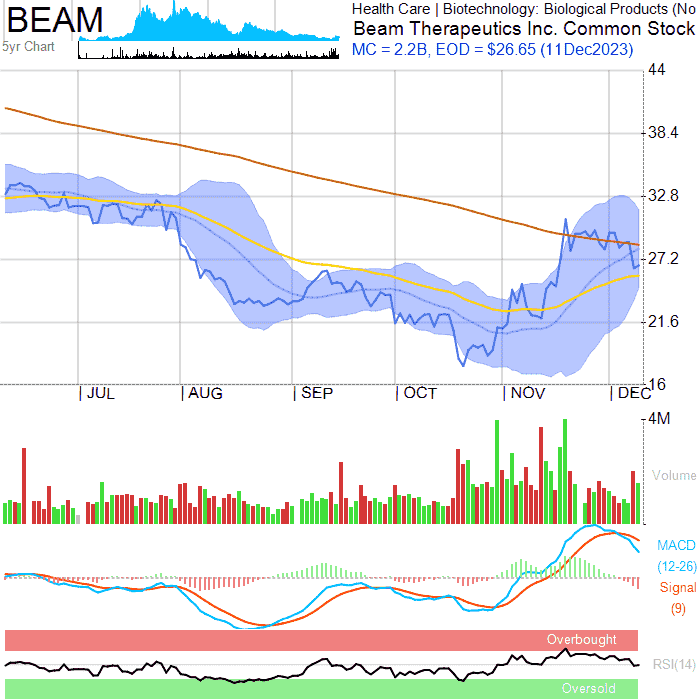 BEAM
Health Care | Biotechnology: Biological Products (No
5yr Chart
Beam Therapeutics Inc. Common Stock
MC = 2.2B, EOD = $26.65 (11Dec2023)
44
38.4
32.8
27.2
21.6
16
|JUL |AUG |SEP |OCT |NOV |DEC
4M
Volume
MACD
(12-26)
Signal
(9)
Overbought
RSI(14)
Oversold